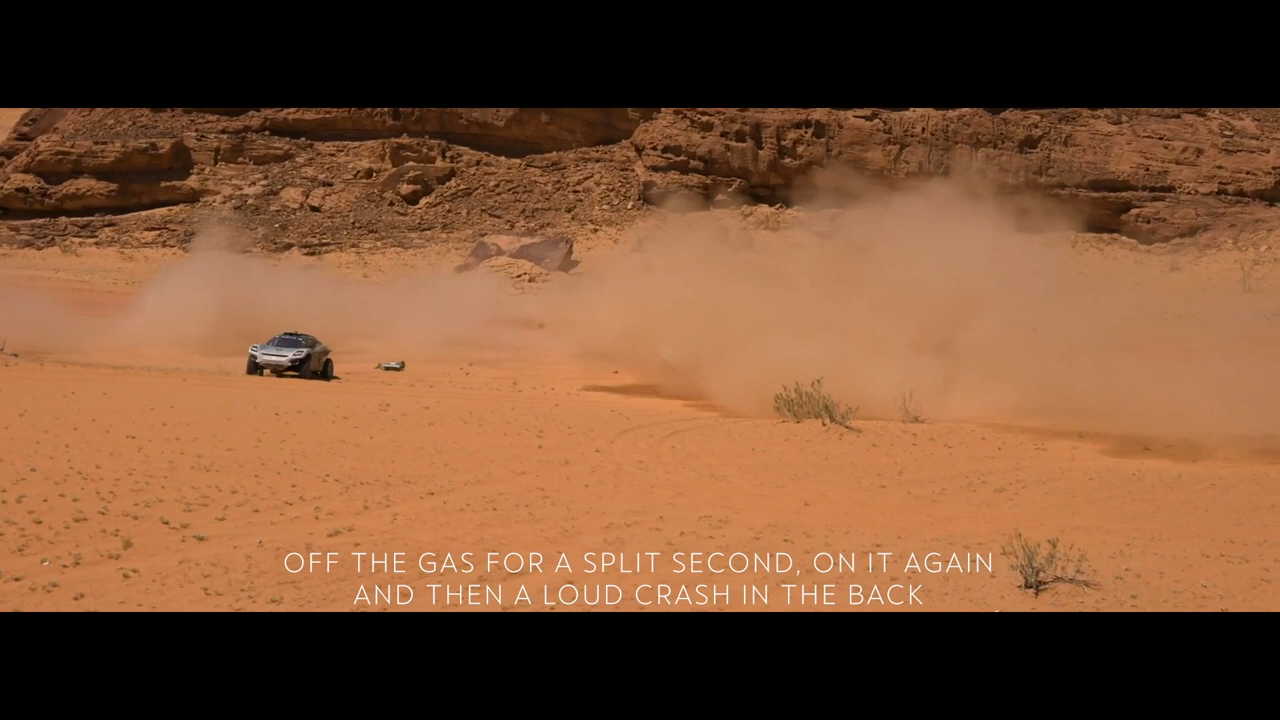 OFF THE GAS FOR A SPLIT SECOND, ON IT AGAIN
AND THEN A LOUD CRASH IN THE BACK